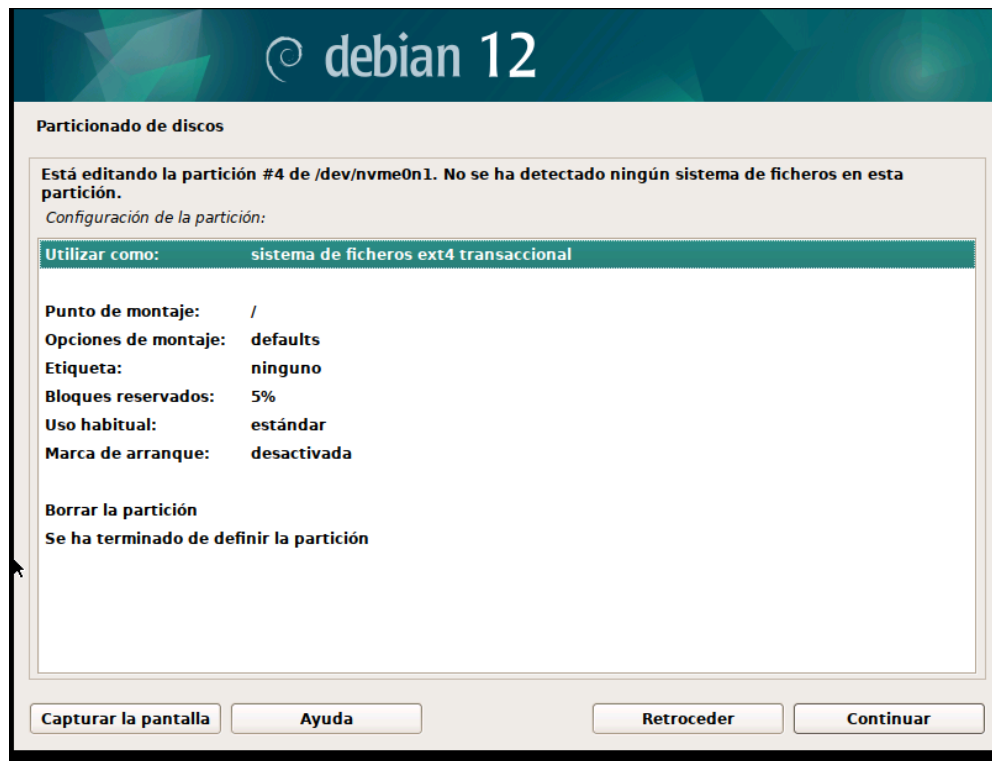 debian 12
Particionado de discos
Está editando la partición #4 de /dev/nvme0n1. No se ha detectado ningún sistema de ficheros en esta
partición.
Configuración de la partición:
Utilizar como: sistema de ficheros ext4 transaccional
Punto de montaje: /
Opciones de montaje: defaults
Etiqueta: ninguno
Bloques reservados: 5%
Uso habitual: estándar
Marca de arranque: desactivada
Borrar la partición
Se ha terminado de definir la partición
Capturar la pantalla Ayuda Retroceder Continuar